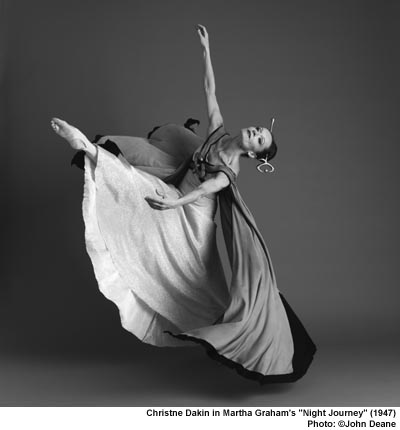 Christne Dakin in Martha Graham's "Night Journey" (1947)
Photo: ©John Deane